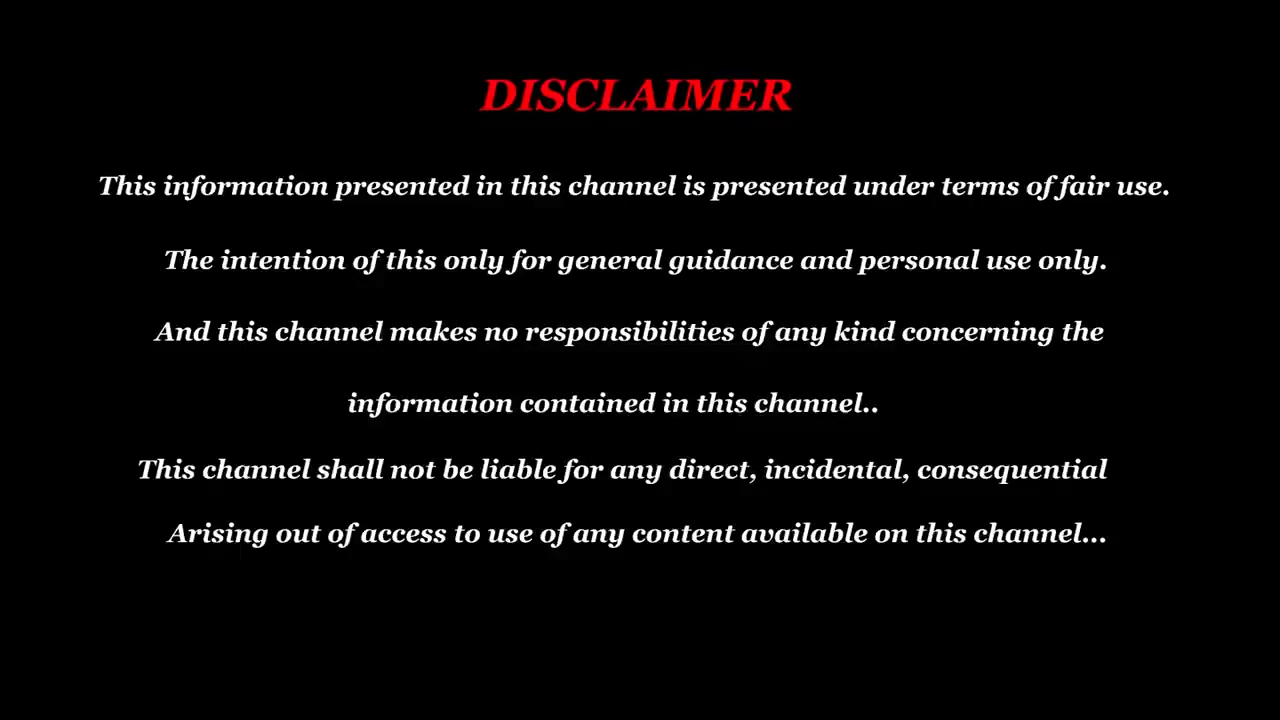 DISCLAIMER
This information presented in this channel is presented under terms of fair use.
The intention of this only for general guidance and personal use only.
And this channel makes no responsibilities of any kind concerning the
information contained in this channel..
This channel shall not be liable for any direct, incidental, consequential
Arising out of access to use of any content available on this channel...